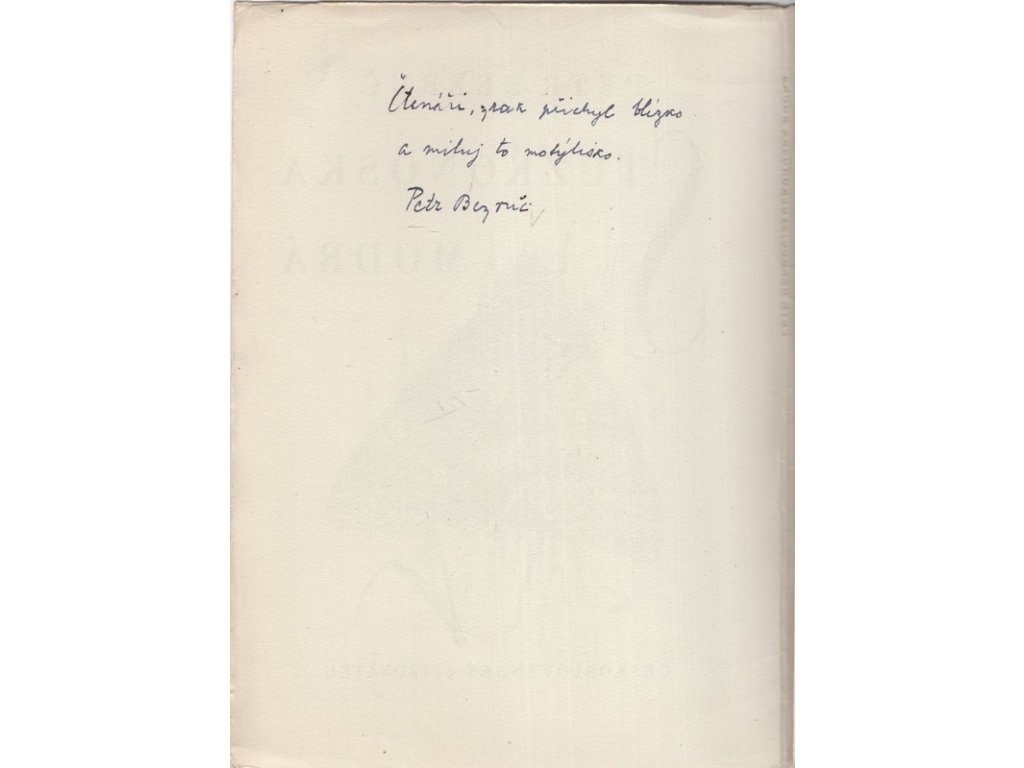 Čtenáři, zrak přichyl blízko
a miluj to motýlisko.
Petr Bezruč